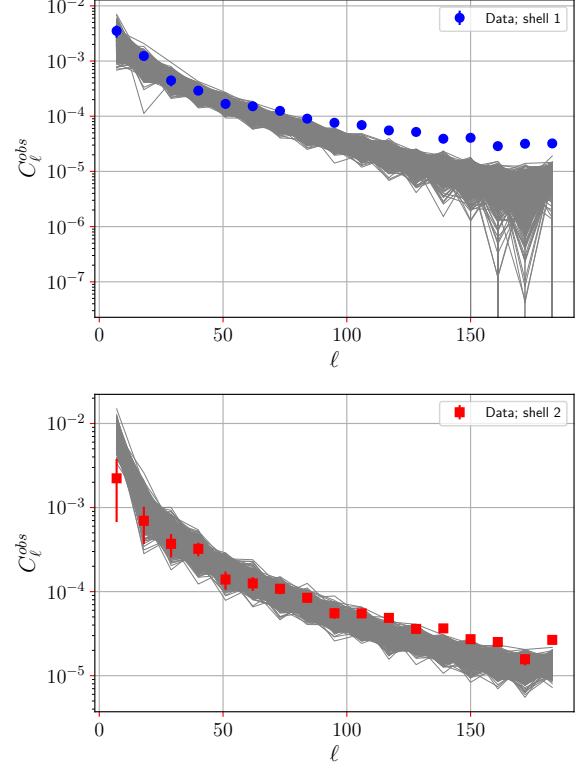 10⁻²
10⁻³
10⁻⁴
10⁻⁵
10⁻⁶
10⁻⁷
C_ℓ^{obs}
Data; shell 1
0 50 100 150
ℓ
10⁻²
10⁻³
10⁻⁴
10⁻⁵
C_ℓ^{obs}
Data; shell 2
0 50 100 150
ℓ